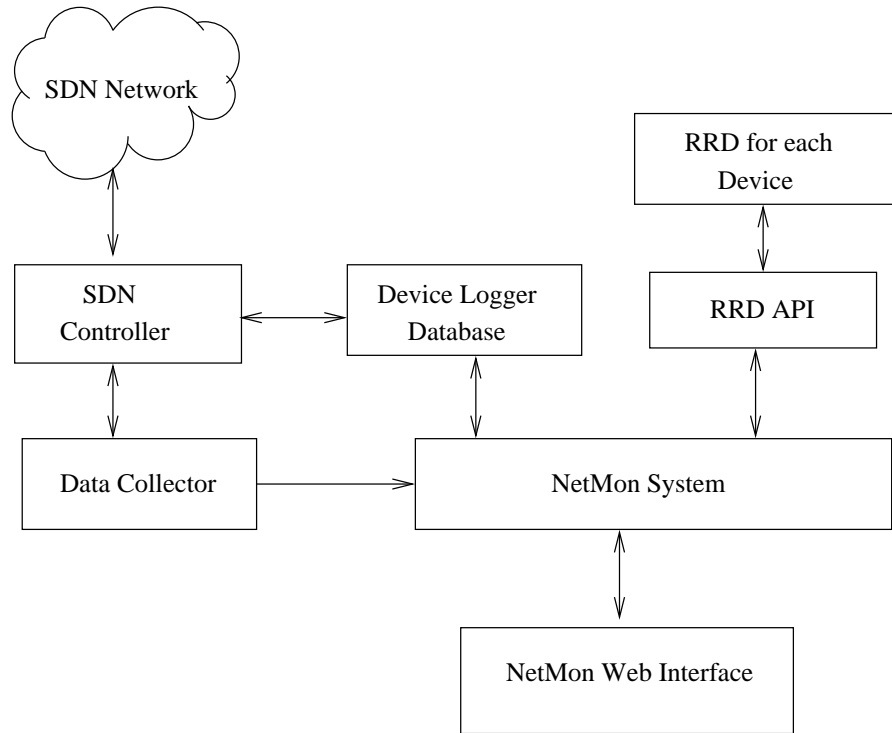 SDN Network
RRD for each
Device
SDN
Controller
Device Logger
Database
RRD API
Data Collector
NetMon System
NetMon Web Interface